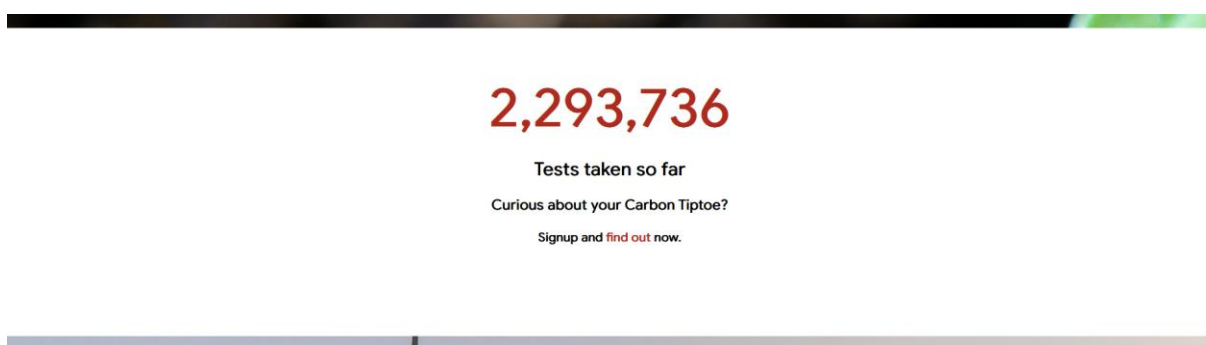 2,293,736
Tests taken so far
Curious about your Carbon Tiptoe?
Signup and find out now.